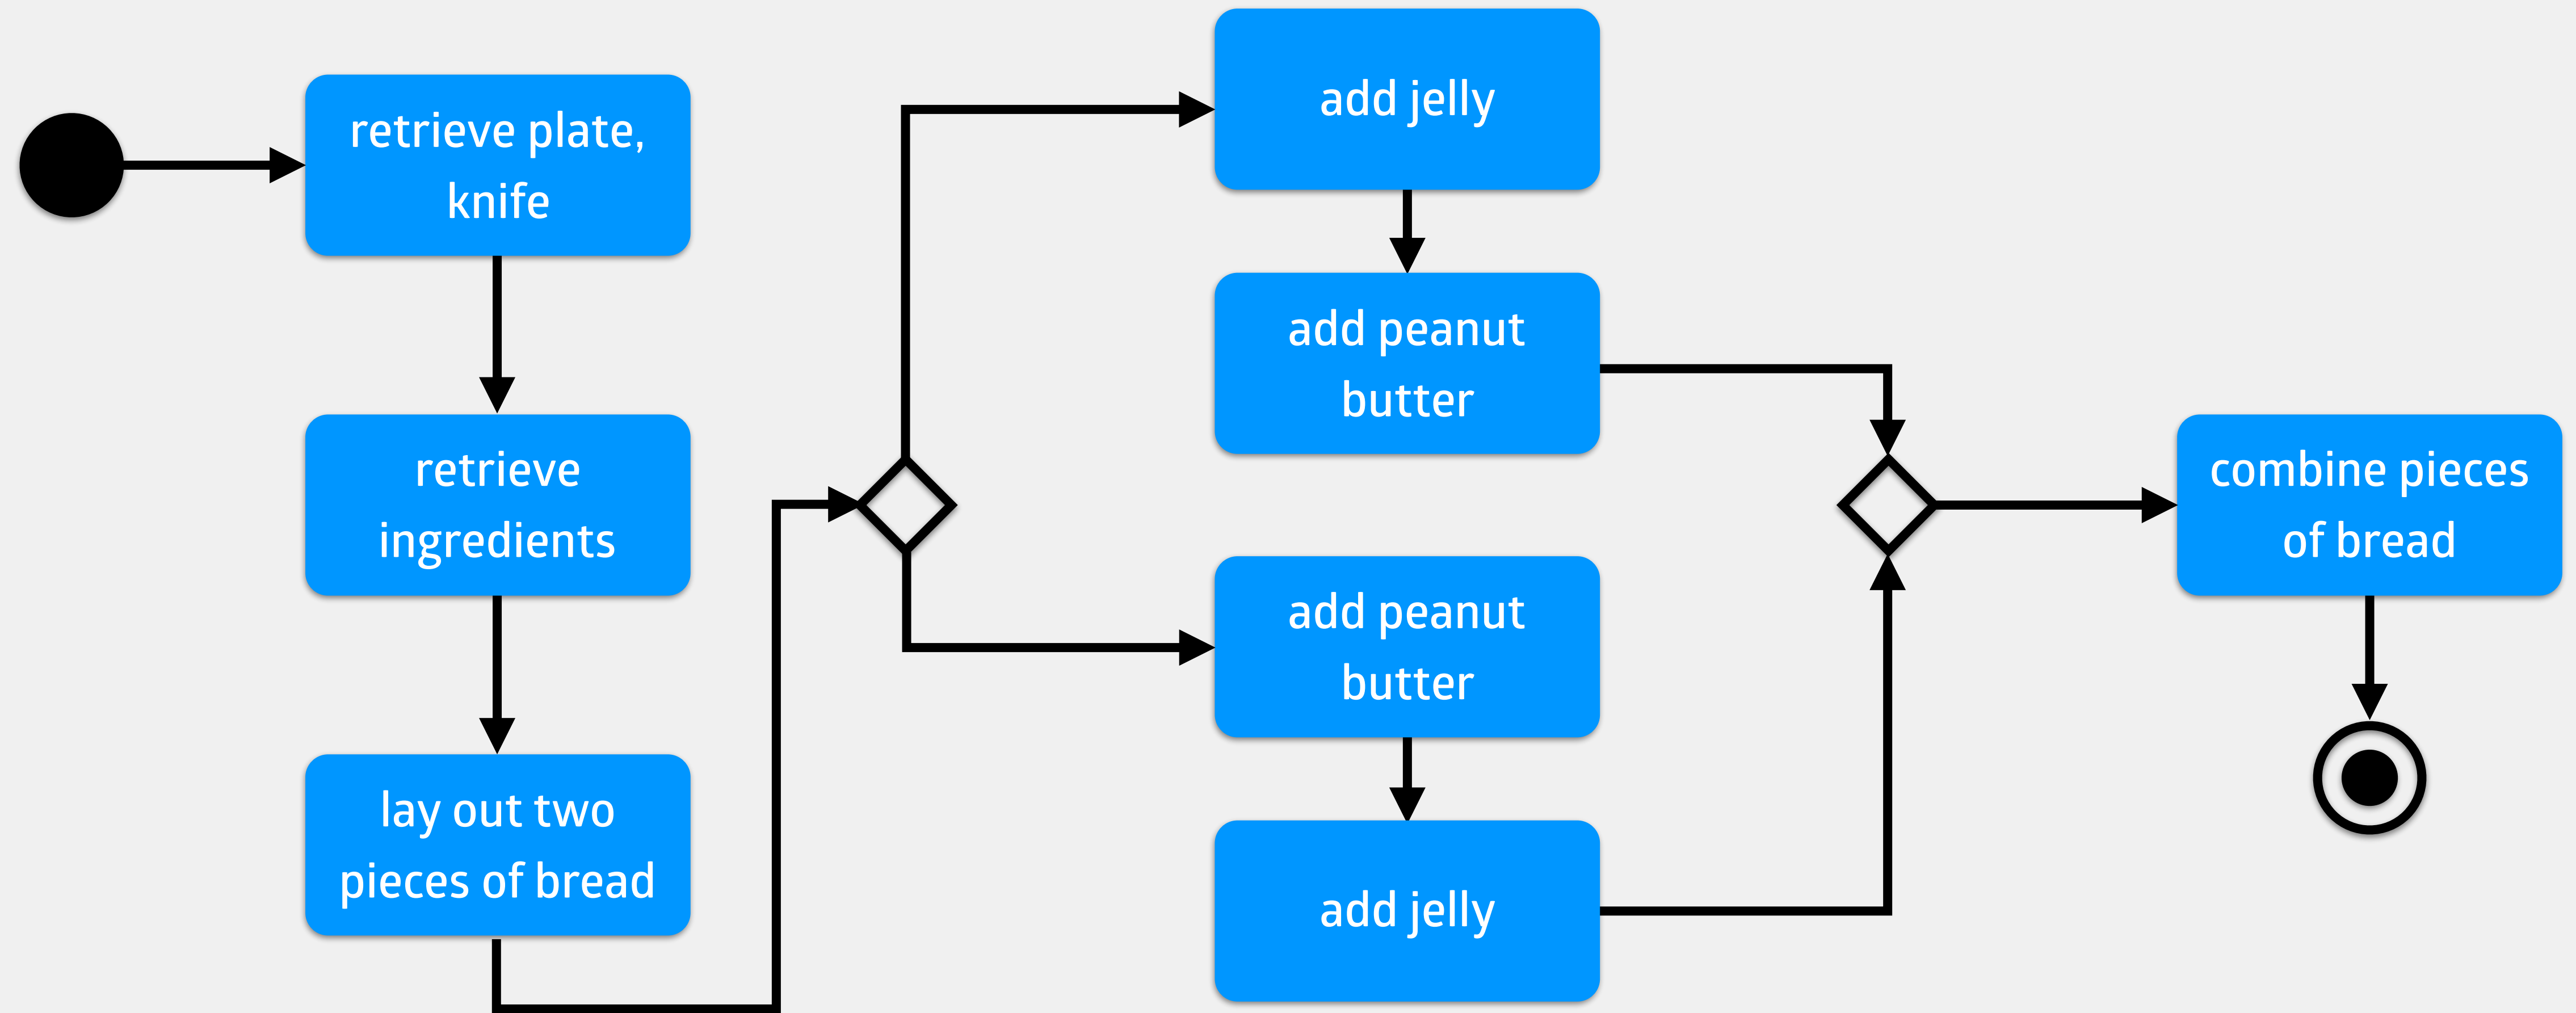 retrieve plate,
knife
retrieve
ingredients
lay out two
pieces of bread
add jelly
add peanut
butter
add peanut
butter
add jelly
combine pieces
of bread